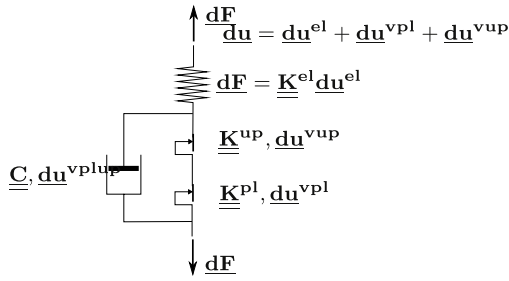 dF
du = du^el + du^vpl + du^vup
dF = K^el du^el
K^up, du^vup
C, du^vplup
K^pl, du^vpl
dF